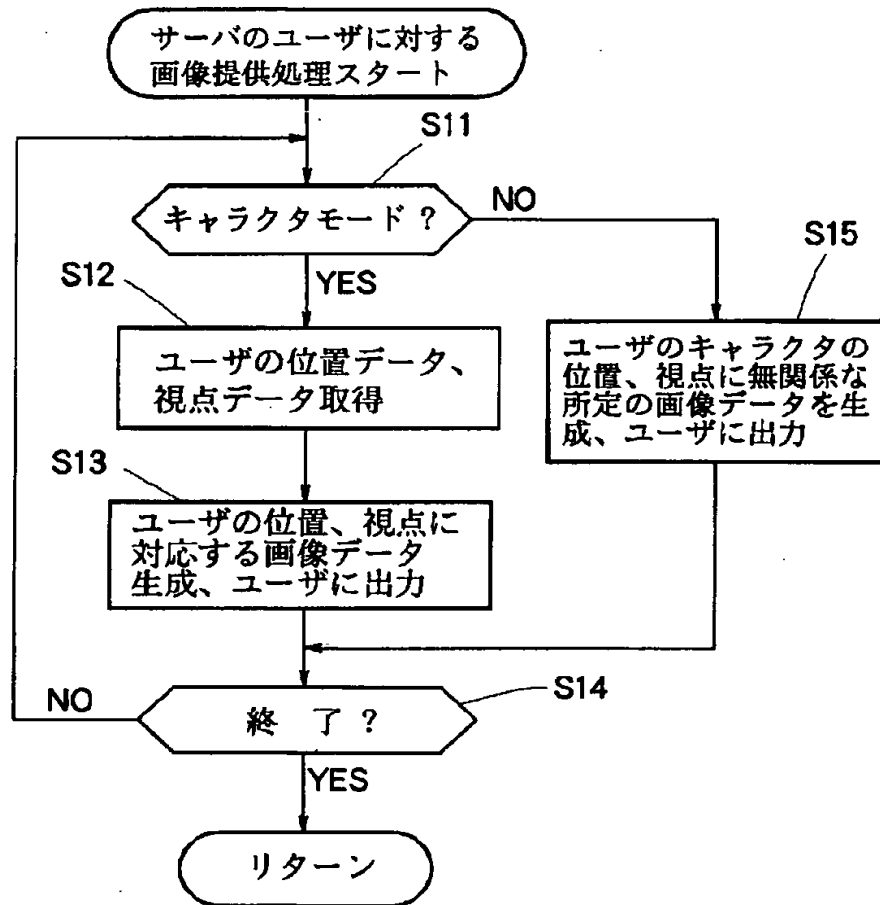 サーバのユーザに対する
画像提供処理スタート
S11
キャラクタモード？
NO
YES
S12
ユーザの位置データ、
視点データ取得
S15
ユーザのキャラクタの
位置、視点に無関係な
所定の画像データを生
成、ユーザに出力
S13
ユーザの位置、視点に
対応する画像データ
生成、ユーザに出力
S14
終 了？
NO
YES
リターン